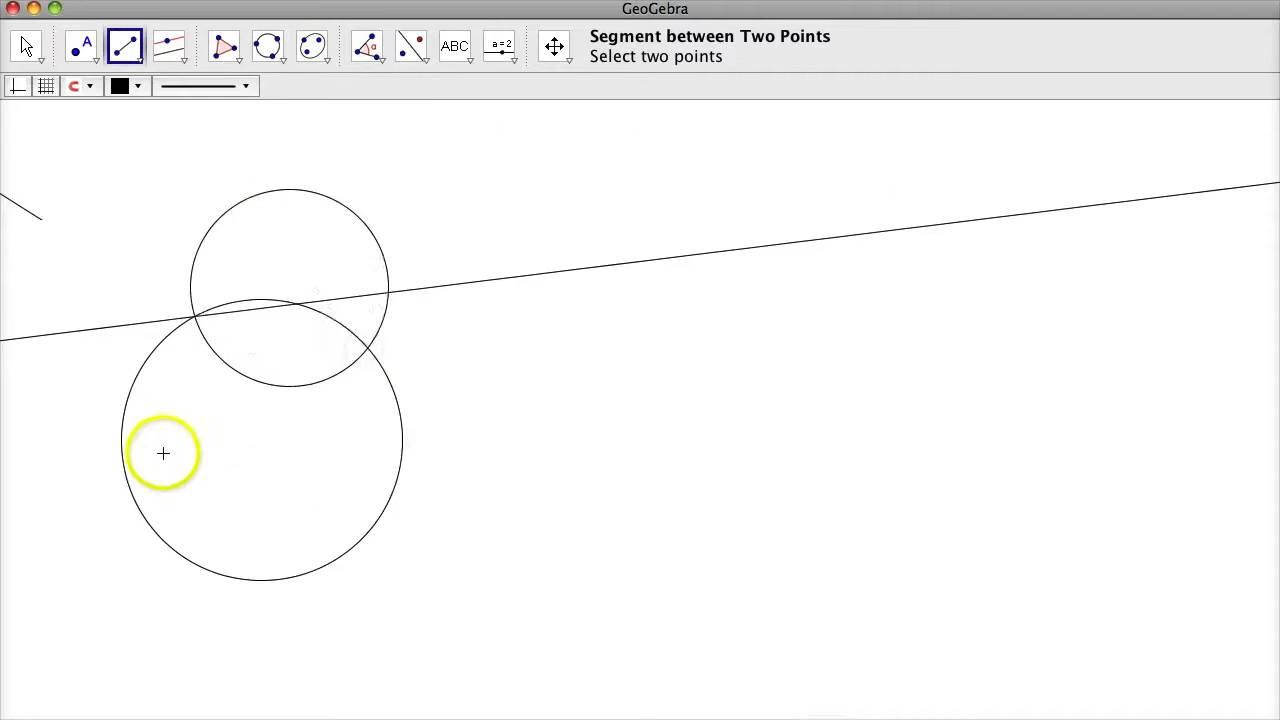 GeoGebra
A
α
ABC
a=2
Segment between Two Points
Select two points